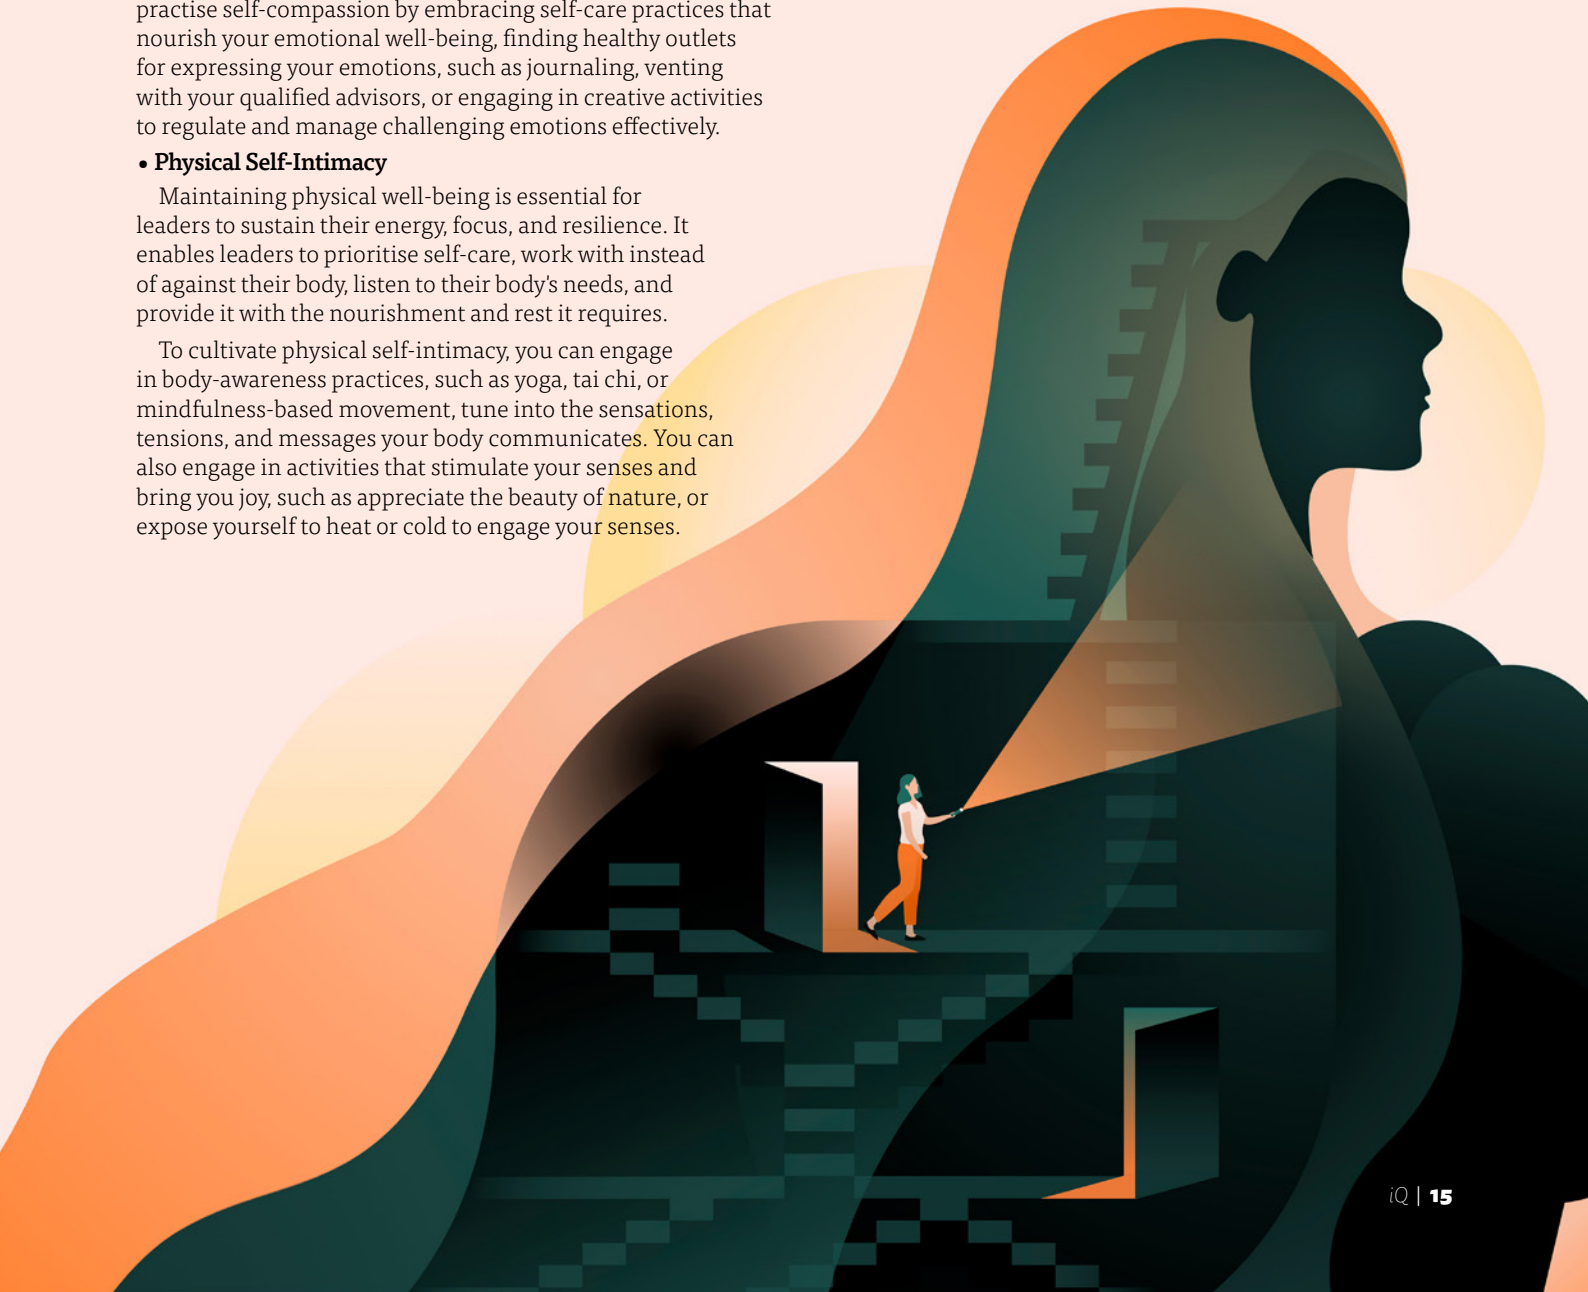 practise self-compassion by embracing self-care practices that
nourish your emotional well-being, finding healthy outlets
for expressing your emotions, such as journaling, venting
with your qualified advisors, or engaging in creative activities
to regulate and manage challenging emotions effectively.
• Physical Self-Intimacy
Maintaining physical well-being is essential for
leaders to sustain their energy, focus, and resilience. It
enables leaders to prioritise self-care, work with instead
of against their body, listen to their body's needs, and
provide it with the nourishment and rest it requires.
To cultivate physical self-intimacy, you can engage
in body-awareness practices, such as yoga, tai chi, or
mindfulness-based movement, tune into the sensations,
tensions, and messages your body communicates. You can
also engage in activities that stimulate your senses and
bring you joy, such as appreciate the beauty of nature, or
expose yourself to heat or cold to engage your senses.
iQ | 15